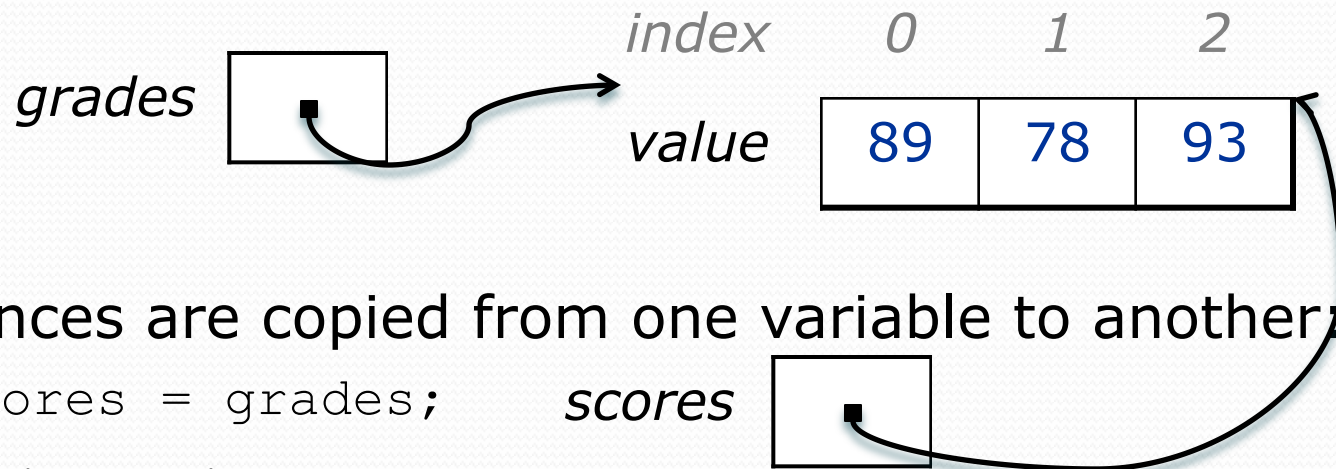 index 0 1 2
grades
value 89 78 93
nces are copied from one variable to another:
ores = grades; scores